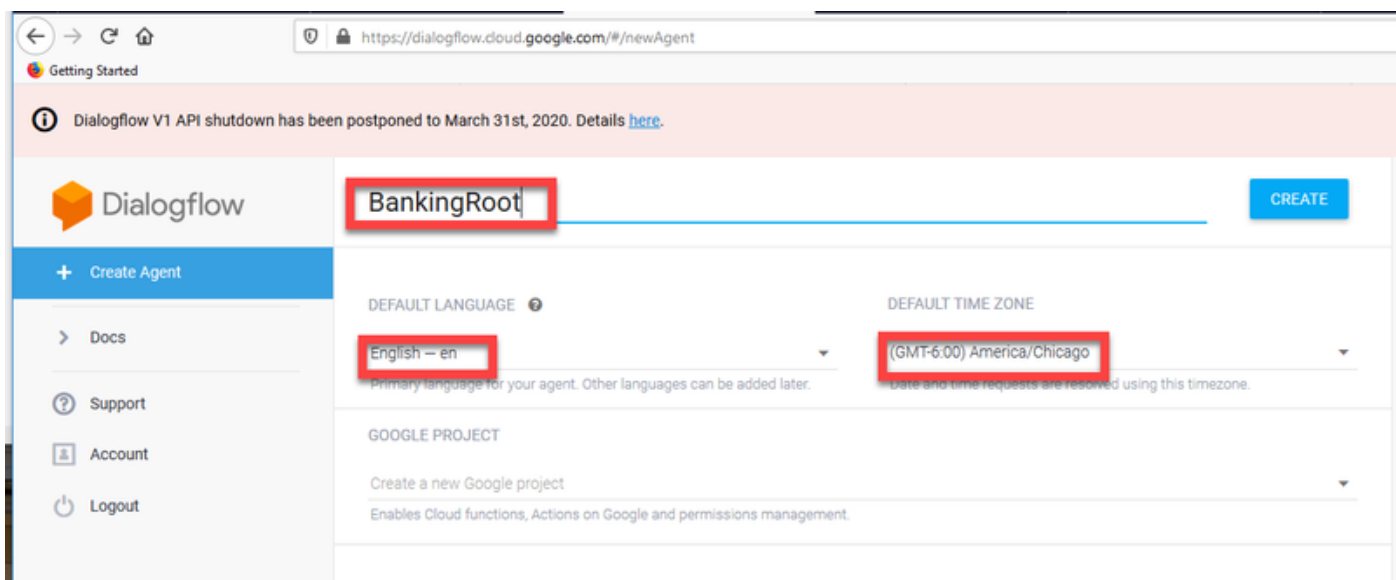 https://dialogflow.cloud.google.com/#/newAgent
Getting Started
Dialogflow V1 API shutdown has been postponed to March 31st, 2020. Details here.
Dialogflow
BankingRoot
CREATE
+ Create Agent
DEFAULT LANGUAGE
DEFAULT TIME ZONE
> Docs
English — en
(GMT-6:00) America/Chicago
Primary language for your agent. Other languages can be added later.
Date and time requests are resolved using this timezone.
Support
GOOGLE PROJECT
Account
Create a new Google project
Logout
Enables Cloud functions, Actions on Google and permissions management.